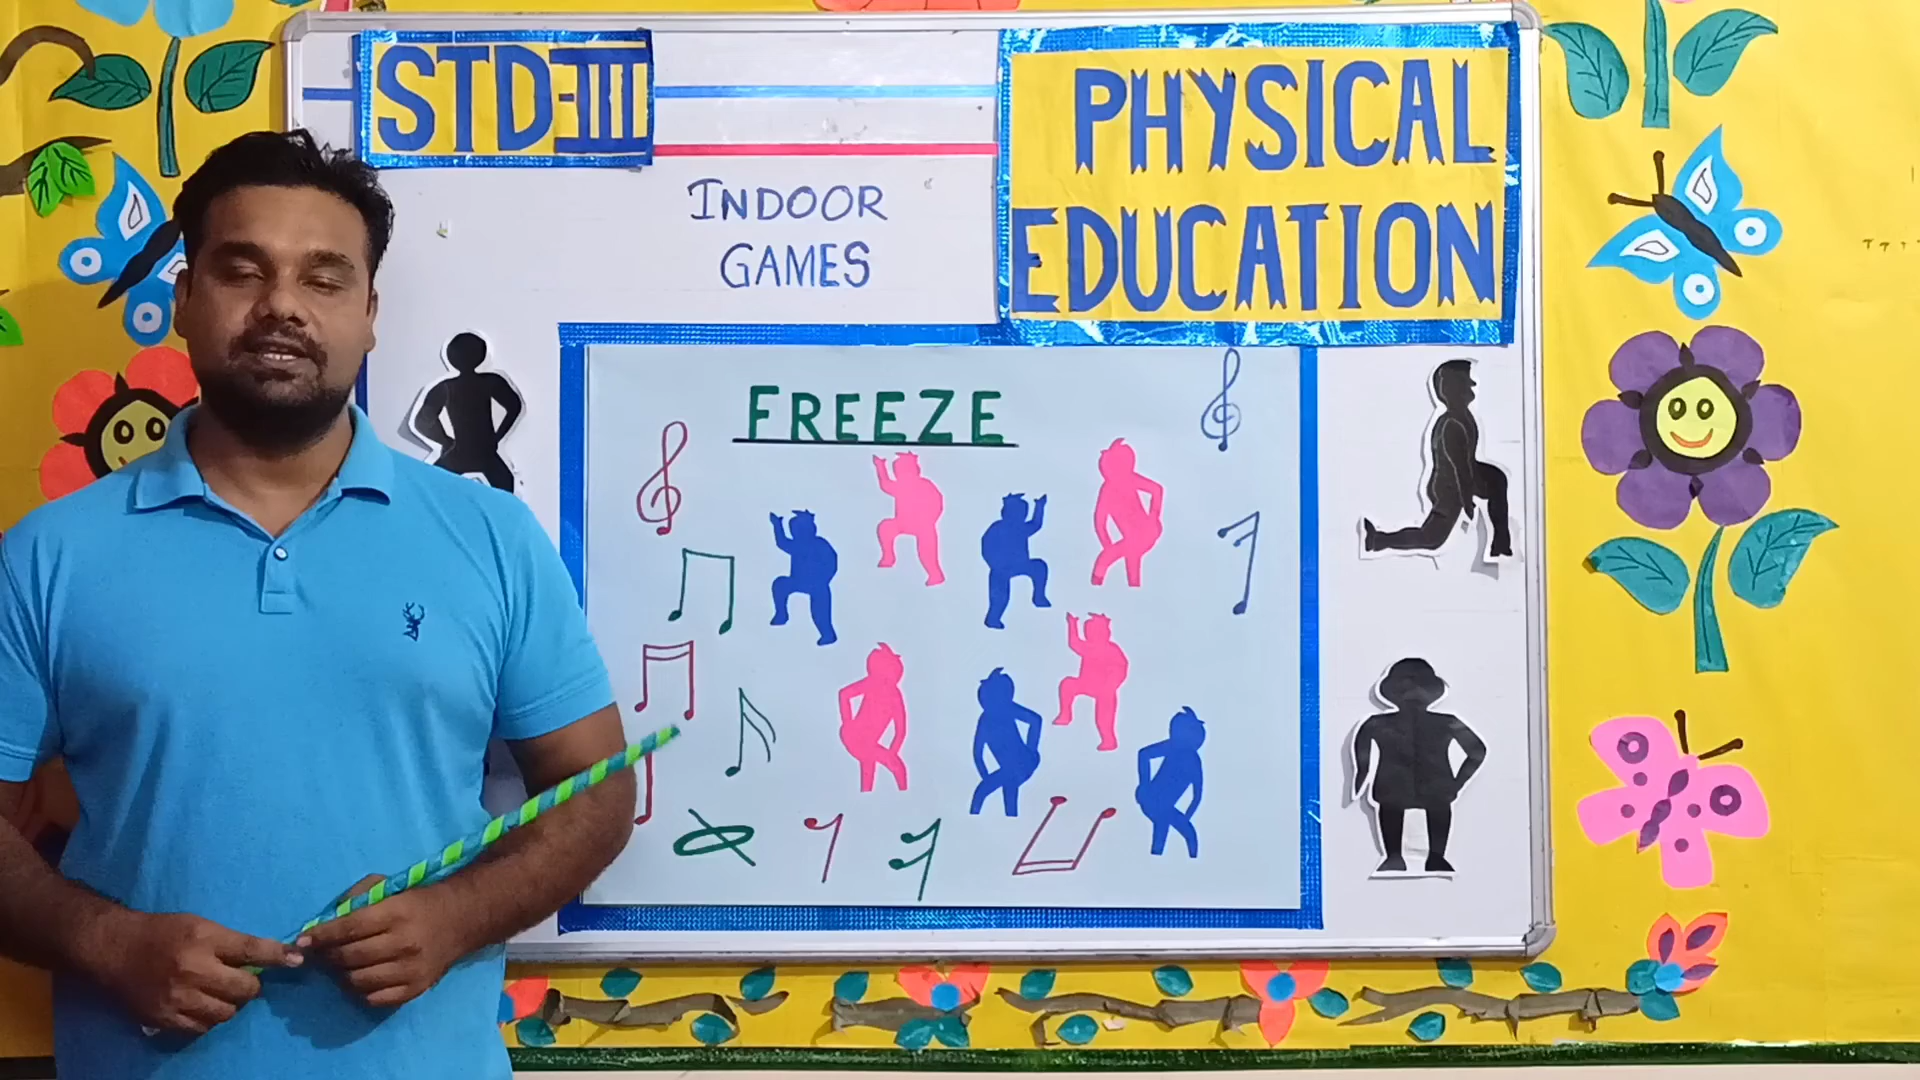 STD-III
PHYSICAL
EDUCATION
INDOOR
GAMES
FREEZE